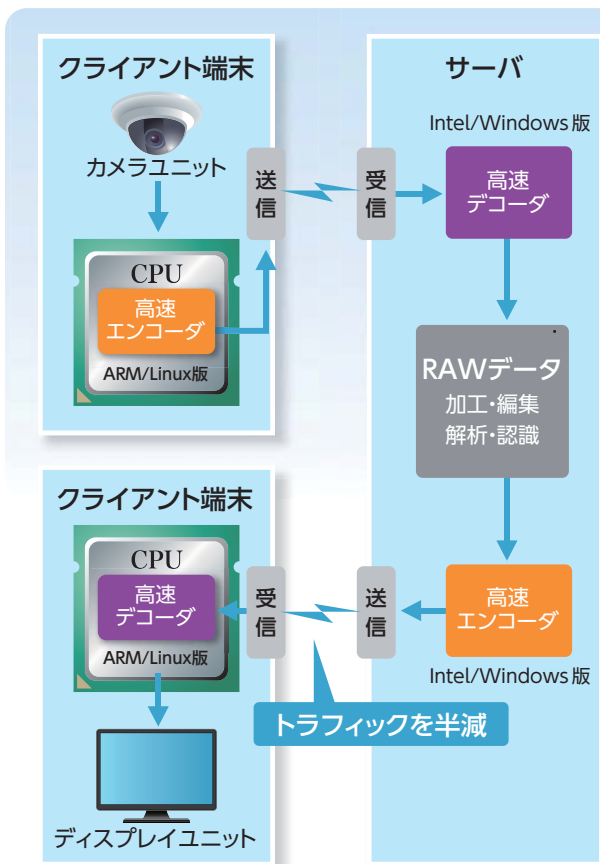 クライアント端末
カメラユニット
CPU
高速
エンコーダ
ARM/Linux版
送信
受信
サーバ
Intel/Windows版
高速
デコーダ
RAWデータ
加工・編集
解析・認識
高速
エンコーダ
Intel/Windows版
送信
受信
トラフィックを半減
クライアント端末
CPU
高速
デコーダ
ARM/Linux版
ディスプレイユニット